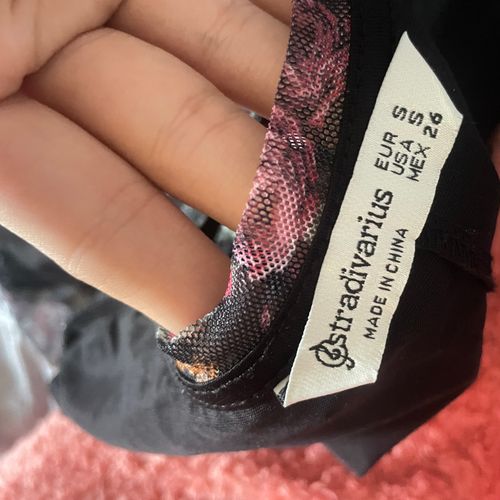 Stradivarius
MADE IN CHINA
EUR S
USA S
MEX 26